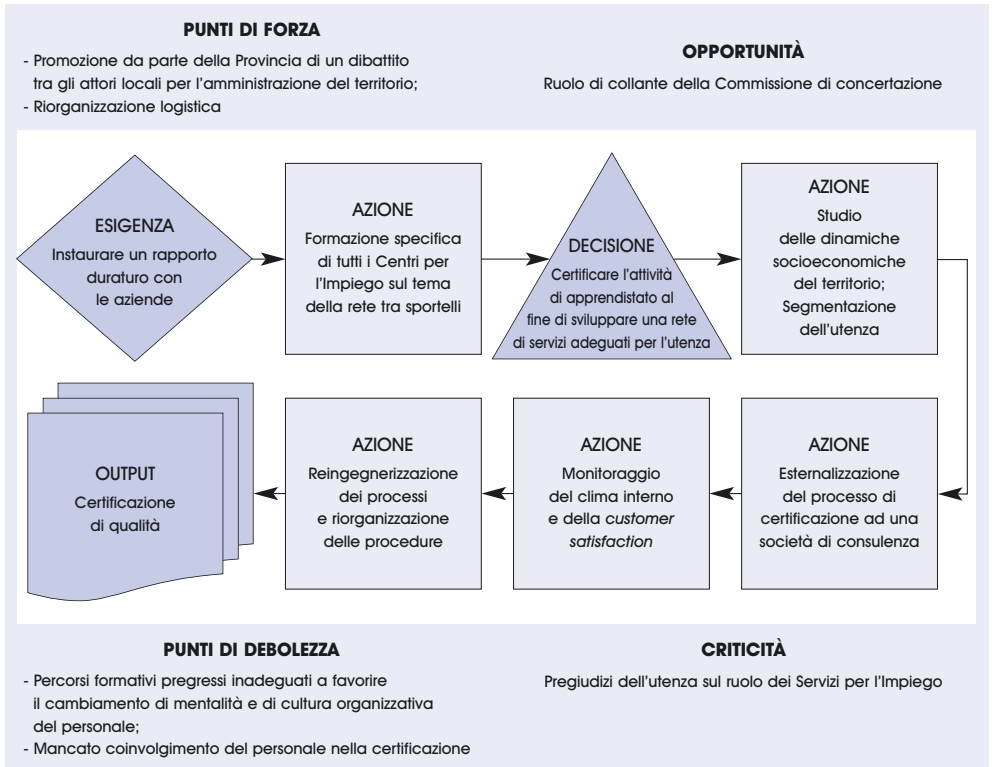 PUNTI DI FORZA
- Promozione da parte della Provincia di un dibattito
tra gli attori locali per l'amministrazione del territorio;
- Riorganizzazione logistica
OPPORTUNITÀ
Ruolo di collante della Commissione di concertazione
ESIGENZA
Instaurare un rapporto
duraturo con
le aziende
AZIONE
Formazione specifica
di tutti i Centri per
l'Impiego sul tema
della rete tra sportelli
DECISIONE
Certificare l'attività
di apprendistato al
fine di sviluppare una rete
di servizi adeguati per l'utenza
AZIONE
Studio
delle dinamiche
socioeconomiche
del territorio;
Segmentazione
dell'utenza
AZIONE
Esternalizzazione
del processo di
certificazione ad una
società di consulenza
AZIONE
Monitoraggio
del clima interno
e della customer
satisfaction
AZIONE
Reingegnerizzazione
dei processi
e riorganizzazione
delle procedure
OUTPUT
Certificazione
di qualità
PUNTI DI DEBOLEZZA
- Percorsi formativi pregressi inadeguati a favorire
il cambiamento di mentalità e di cultura organizzativa
del personale;
- Mancato coinvolgimento del personale nella certificazione
CRITICITÀ
Pregiudizi dell'utenza sul ruolo dei Servizi per l'Impiego